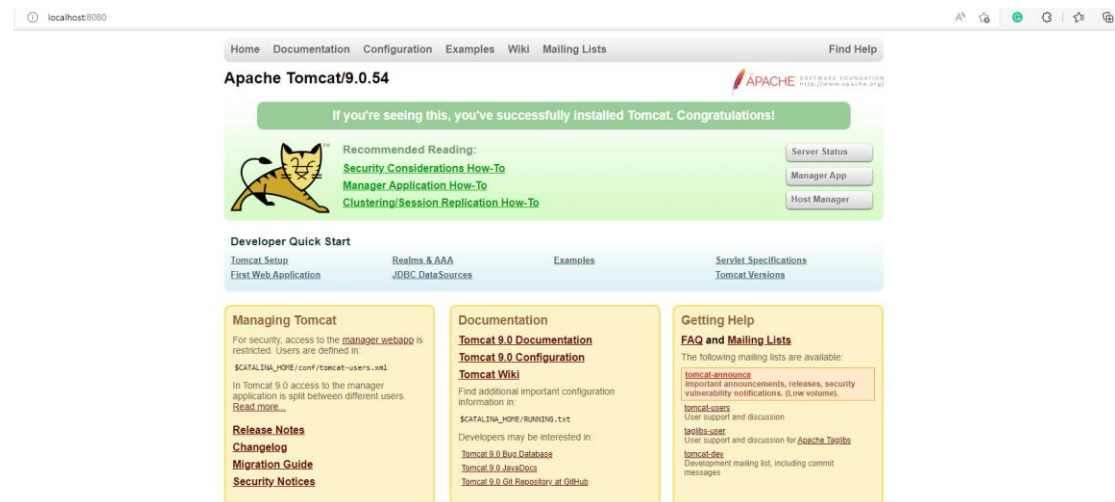 localhost:8080
Home Documentation Configuration Examples Wiki Mailing Lists Find Help
Apache Tomcat/9.0.54
APACHE SOFTWARE FOUNDATION
http://www.apache.org/
If you're seeing this, you've successfully installed Tomcat. Congratulations!
TM
Recommended Reading:
Security Considerations How-To
Manager Application How-To
Clustering/Session Replication How-To
Server Status
Manager App
Host Manager
Developer Quick Start
Tomcat Setup
First Web Application
Realms & AAA
JDBC DataSources
Examples
Servlet Specifications
Tomcat Versions
Managing Tomcat
For security, access to the manager webapp is
restricted. Users are defined in:
$CATALINA_HOME/conf/tomcat-users.xml
In Tomcat 9.0 access to the manager
application is split between different users.
Read more...
Release Notes
Changelog
Migration Guide
Security Notices
Documentation
Tomcat 9.0 Documentation
Tomcat 9.0 Configuration
Tomcat Wiki
Find additional important configuration
information in:
$CATALINA_HOME/RUNNING.txt
Developers may be interested in:
Tomcat 9.0 Bug Database
Tomcat 9.0 JavaDocs
Tomcat 9.0 Git Repository at GitHub
Getting Help
FAQ and Mailing Lists
The following mailing lists are available:
tomcat-announce
Important announcements, releases, security
vulnerability notifications. (Low volume).
tomcat-users
User support and discussion
taglibs-user
User support and discussion for Apache Taglibs
tomcat-dev
Development mailing list, including commit
messages